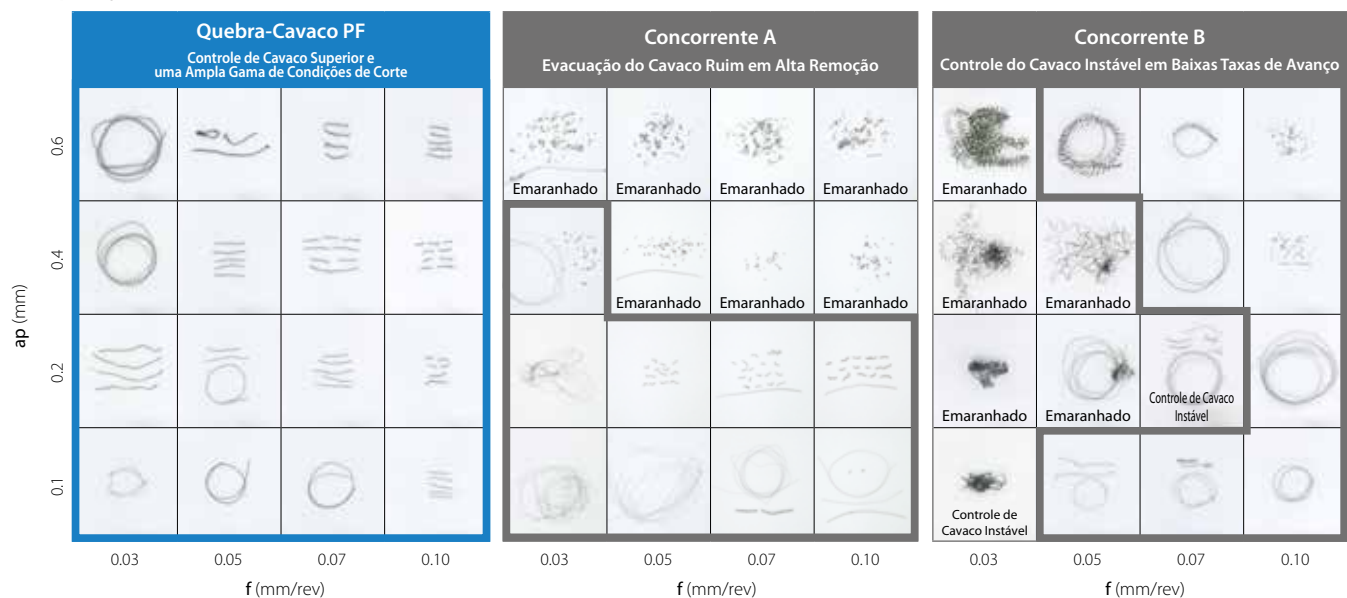 Quebra-Cavaco PF
Controle de Cavaco Superior e
uma Ampla Gama de Condições de Corte
Concorrente A
Evacuação do Cavaco Ruim em Alta Remoção
Concorrente B
Controle do Cavaco Instável em Baixas Taxas de Avanço
ap (mm)
0.6
Emaranhado
Emaranhado
Emaranhado
Emaranhado
Emaranhado
0.4
Emaranhado
Emaranhado
Emaranhado
Emaranhado
Emaranhado
0.2
Emaranhado
Emaranhado
Controle de Cavaco
Instável
0.1
Controle de
Cavaco Instável
0.03
0.05
0.07
0.10
0.03
0.05
0.07
0.10
0.03
0.05
0.07
0.10
f (mm/rev)
f (mm/rev)
f (mm/rev)